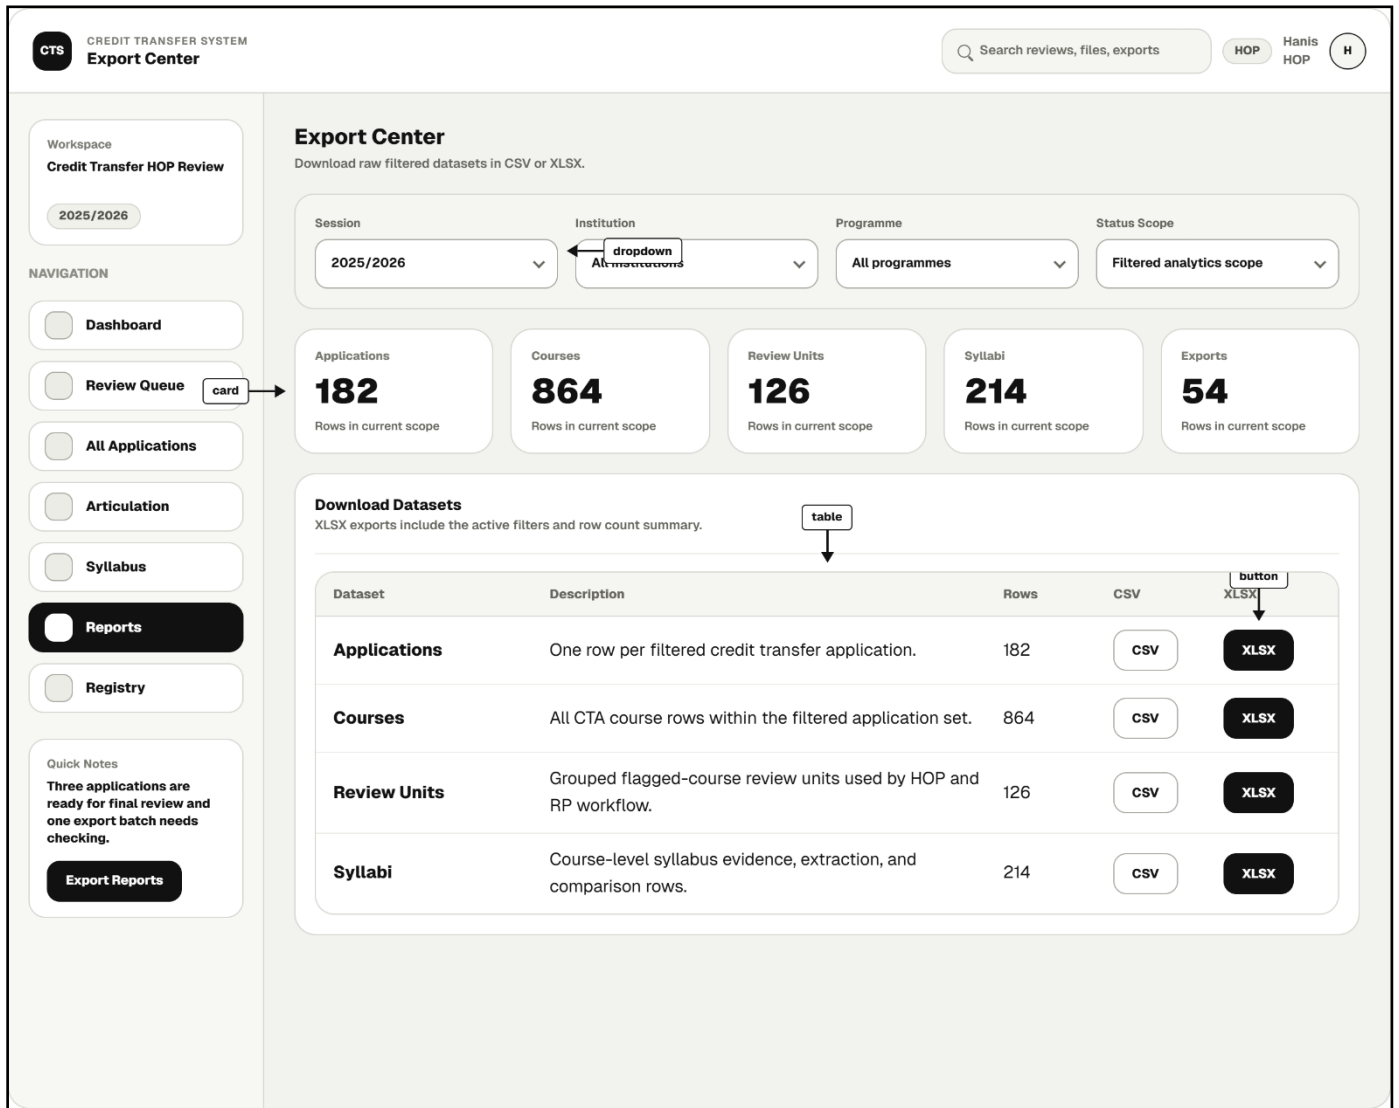 CTS
CREDIT TRANSFER SYSTEM
Export Center
Search reviews, files, exports
HOP
Hanis
HOP
H
Workspace
Credit Transfer HOP Review
2025/2026
NAVIGATION
Dashboard
Review Queue
All Applications
Articulation
Syllabus
Reports
Registry
Quick Notes
Three applications are
ready for final review and
one export batch needs
checking.
Export Reports
Export Center
Download raw filtered datasets in CSV or XLSX.
Session
Institution
Programme
Status Scope
2025/2026
dropdown
All institutions
All programmes
Filtered analytics scope
card
Applications
182
Rows in current scope
Courses
864
Rows in current scope
Review Units
126
Rows in current scope
Syllabi
214
Rows in current scope
Exports
54
Rows in current scope
Download Datasets
XLSX exports include the active filters and row count summary.
table
button
Dataset Description Rows CSV XLSX
Applications One row per filtered credit transfer application. 182 CSV XLSX
Courses All CTA course rows within the filtered application set. 864 CSV XLSX
Review Units Grouped flagged-course review units used by HOP and
RP workflow. 126 CSV XLSX
Syllabi Course-level syllabus evidence, extraction, and
comparison rows. 214 CSV XLSX